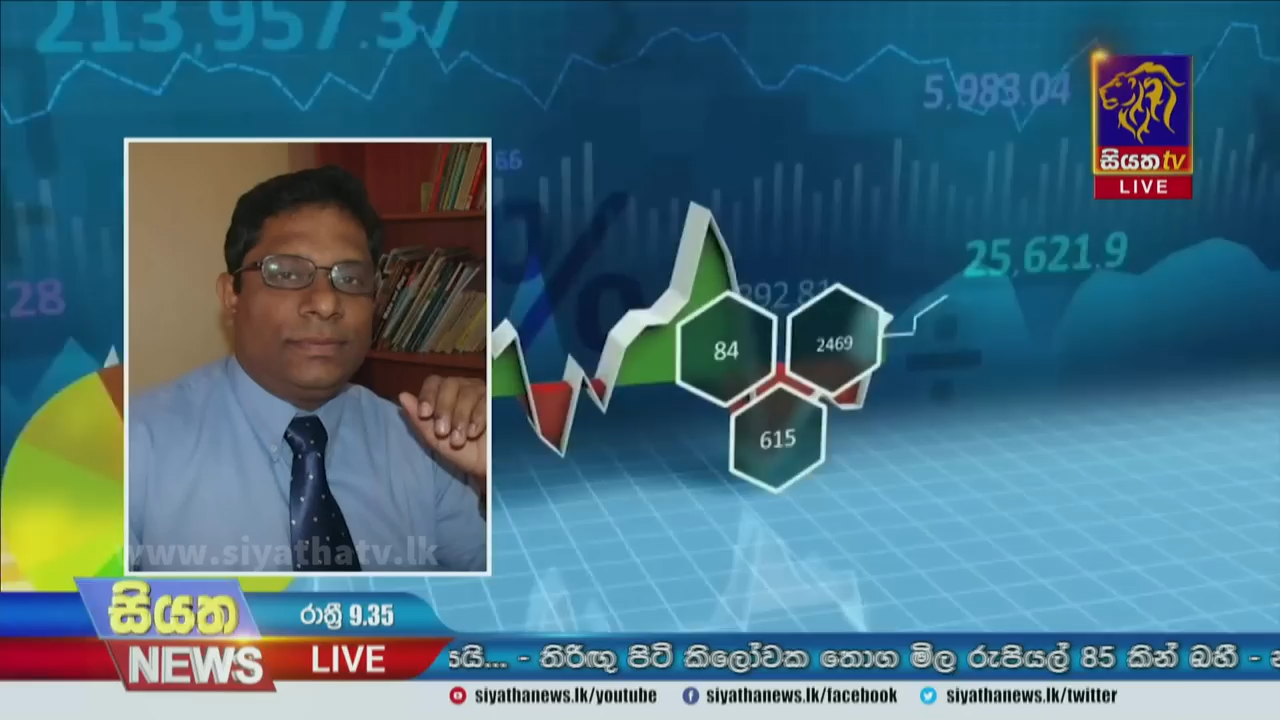 213,957.37
5,983.04
සියත tv
LIVE
66
25,621.9
28
892.81
84
2469
615
www.siyathatv.lk
සියත
රාත්‍රී 9.35
NEWS
LIVE
සයි... - තිරිඟු පිටි කිලෝවක තොග මිල රුපියල් 85 කින් බහී -
siyathanews.lk/youtube
siyathanews.lk/facebook
siyathanews.lk/twitter